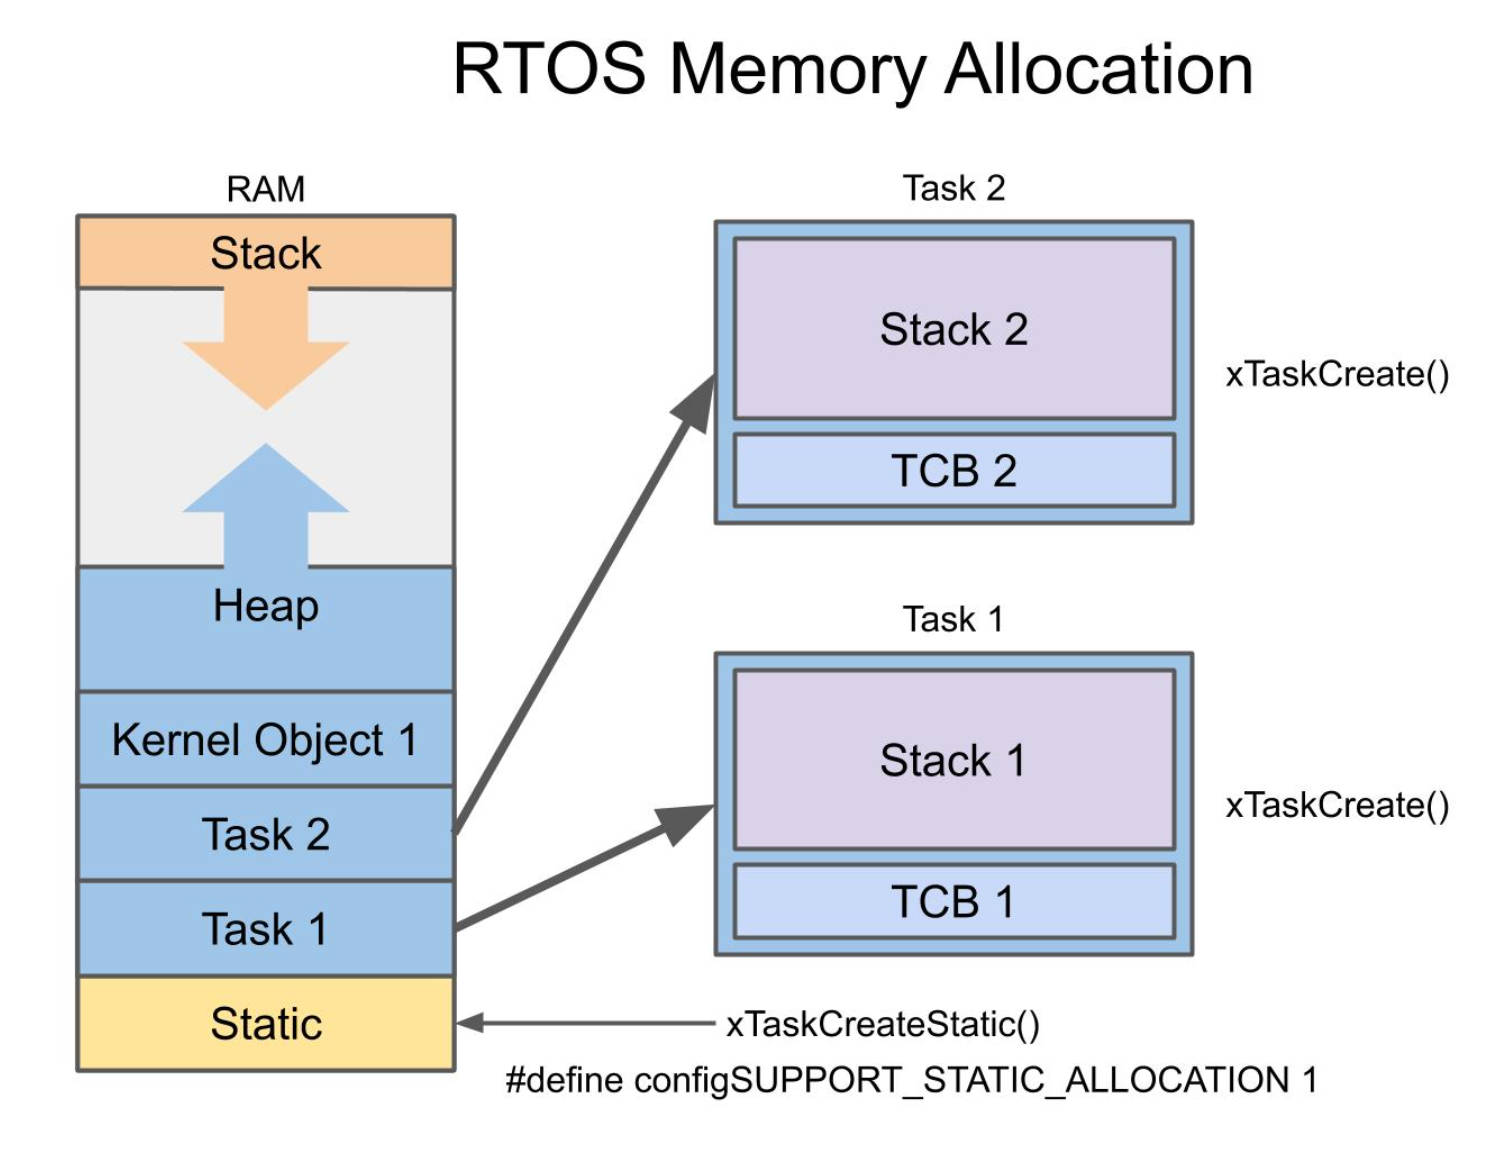 RTOS Memory Allocation
RAM
Stack
Heap
Kernel Object 1
Task 2
Task 1
Static
Task 2
Stack 2
TCB 2
xTaskCreate()
Task 1
Stack 1
TCB 1
xTaskCreate()
xTaskCreateStatic()
#define configSUPPORT_STATIC_ALLOCATION 1